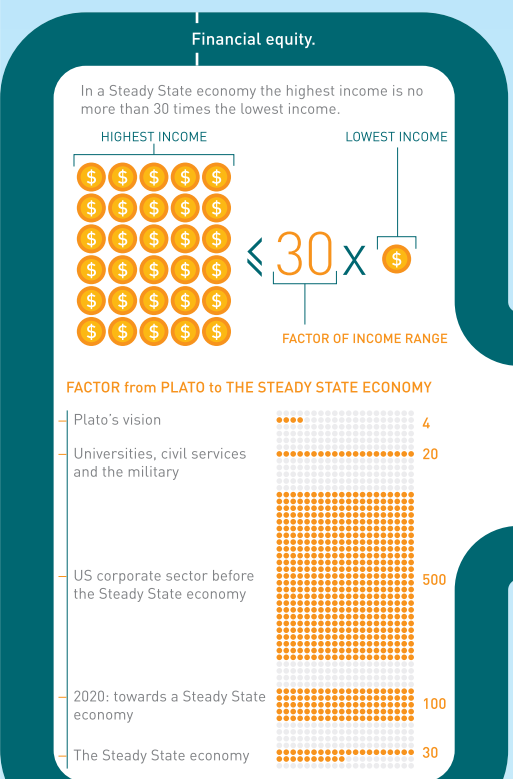 Financial equity.
In a Steady State economy the highest income is no
more than 30 times the lowest income.
HIGHEST INCOME
LOWEST INCOME
$ $ $ $ $
$ $ $ $ $
$ $ $ $ $
$ $ $ $ $
$ $ $ $ $
$ $ $ $ $
≤ 30 x $
FACTOR OF INCOME RANGE
FACTOR from PLATO to THE STEADY STATE ECONOMY
Plato's vision
4
Universities, civil services
and the military
20
US corporate sector before
the Steady State economy
500
2020: towards a Steady State
economy
100
The Steady State economy
30